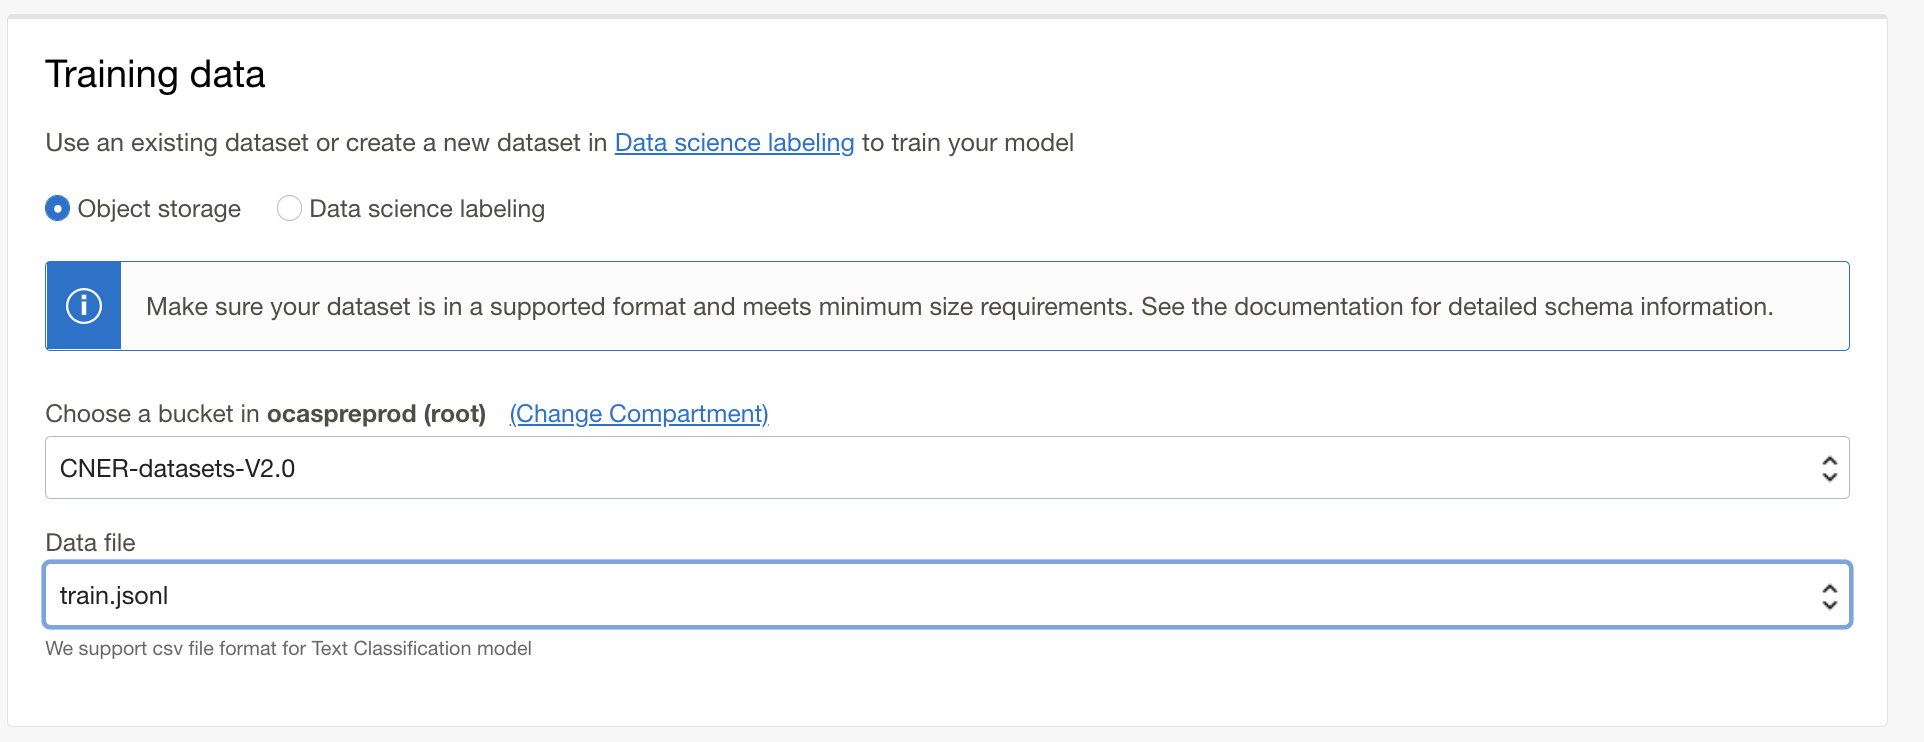 Training data
Use an existing dataset or create a new dataset in Data science labeling to train your model
Object storage Data science labeling
Make sure your dataset is in a supported format and meets minimum size requirements. See the documentation for detailed schema information.
Choose a bucket in ocaspreprod (root) (Change Compartment)
CNER-datasets-V2.0
Data file
train.jsonl
We support csv file format for Text Classification model